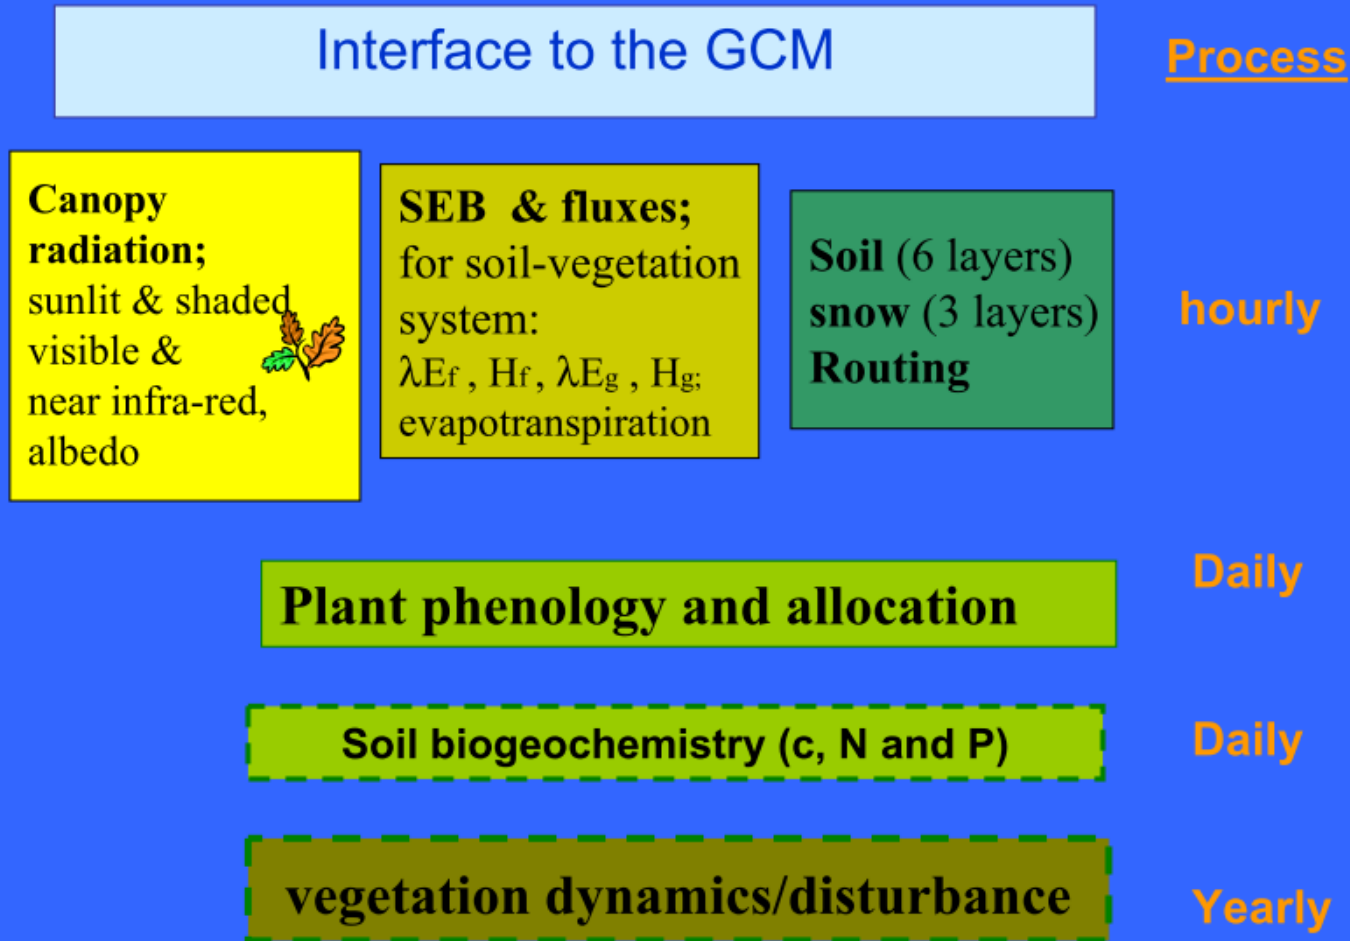 Interface to the GCM
Process
Canopy
radiation;
sunlit & shaded
visible &
near infra-red,
albedo
SEB & fluxes;
for soil-vegetation
system:
λEf , Hf , λEg , Hg;
evapotranspiration
Soil (6 layers)
snow (3 layers)
Routing
hourly
Plant phenology and allocation
Daily
Soil biogeochemistry (c, N and P)
Daily
vegetation dynamics/disturbance
Yearly